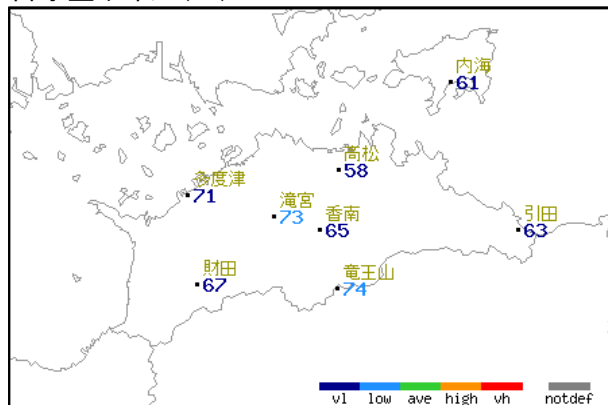 内海
61
高松
58
多度津
71
滝宮
73
香南
65
引田
63
財田
67
竜王山
74
vl low ave high vh notdef